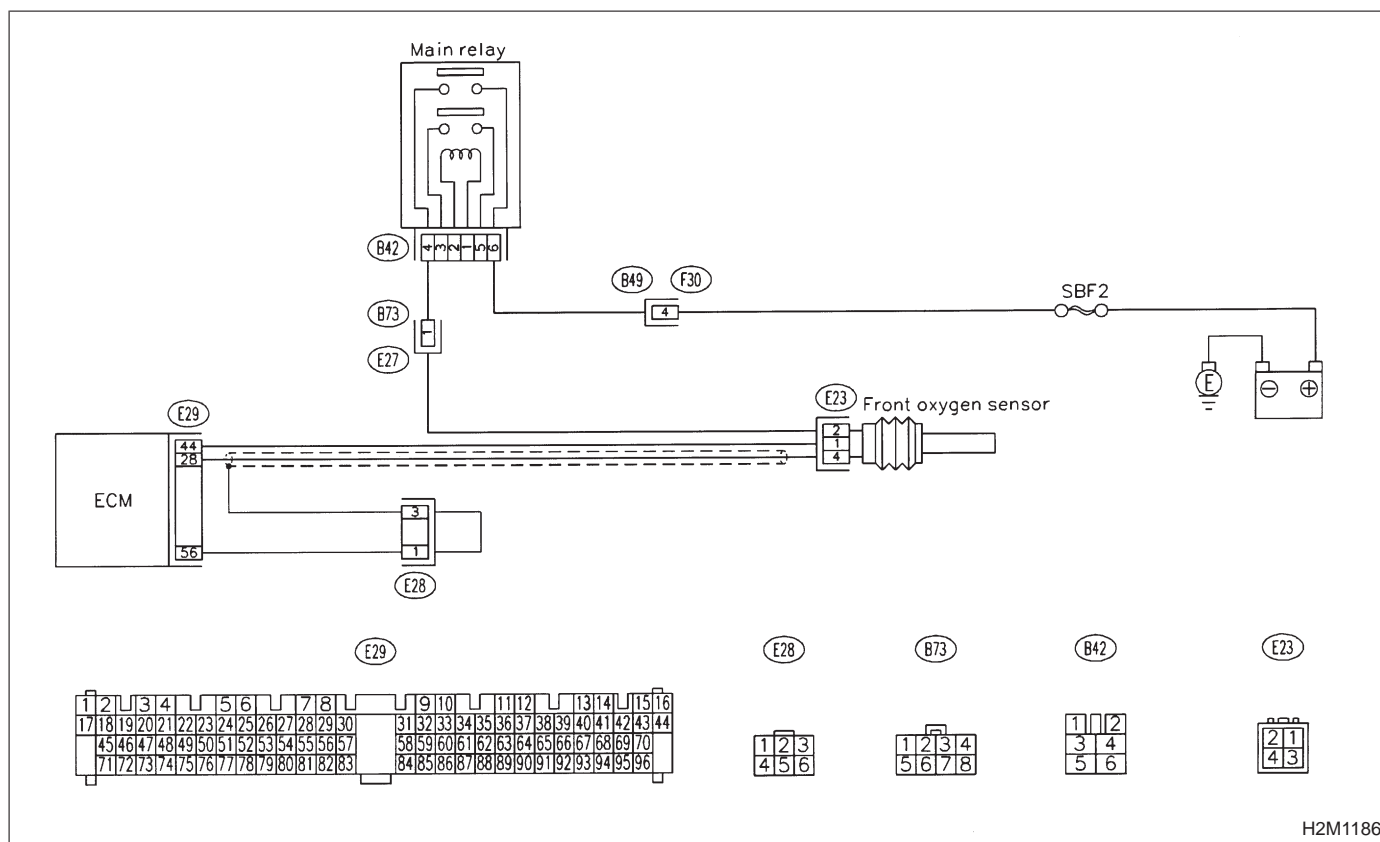 Main relay
B42
4 3 2 1 5 6
B49 F30
4
SBF2
B73
1
E27
E
− +
E29
E23
Front oxygen sensor
44
28
2
1
4
ECM
3
56
1
E28
E29
E28
B73
B42
E23
1 2 3 4 5 6 7 8 9 10 11 12 13 14 15 16
17 18 19 20 21 22 23 24 25 26 27 28 29 30 31 32 33 34 35 36 37 38 39 40 41 42 43 44
45 46 47 48 49 50 51 52 53 54 55 56 57 58 59 60 61 62 63 64 65 66 67 68 69 70
71 72 73 74 75 76 77 78 79 80 81 82 83 84 85 86 87 88 89 90 91 92 93 94 95 96
1 2 3
4 5 6
1 2 3 4
5 6 7 8
1 2
3 4
5 6
2 1
4 3
H2M1186